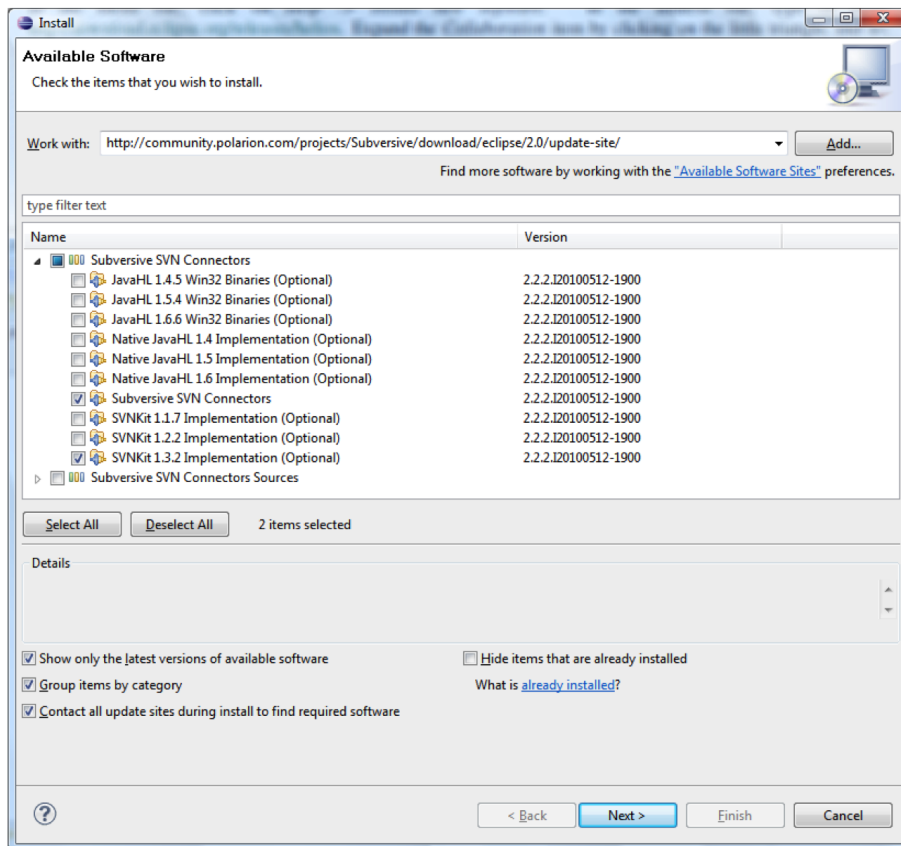 Install
Available Software
Check the items that you wish to install.
Work with: http://community.polarion.com/projects/Subversive/download/eclipse/2.0/update-site/ Add...
Find more software by working with the "Available Software Sites" preferences.
type filter text
Name Version
Subversive SVN Connectors
JavaHL 1.4.5 Win32 Binaries (Optional) 2.2.2.I20100512-1900
JavaHL 1.5.4 Win32 Binaries (Optional) 2.2.2.I20100512-1900
JavaHL 1.6.6 Win32 Binaries (Optional) 2.2.2.I20100512-1900
Native JavaHL 1.4 Implementation (Optional) 2.2.2.I20100512-1900
Native JavaHL 1.5 Implementation (Optional) 2.2.2.I20100512-1900
Native JavaHL 1.6 Implementation (Optional) 2.2.2.I20100512-1900
Subversive SVN Connectors 2.2.2.I20100512-1900
SVNKit 1.1.7 Implementation (Optional) 2.2.2.I20100512-1900
SVNKit 1.2.2 Implementation (Optional) 2.2.2.I20100512-1900
SVNKit 1.3.2 Implementation (Optional) 2.2.2.I20100512-1900
Subversive SVN Connectors Sources
Select All Deselect All 2 items selected
Details
Show only the latest versions of available software Hide items that are already installed
Group items by category What is already installed?
Contact all update sites during install to find required software
< Back Next > Finish Cancel